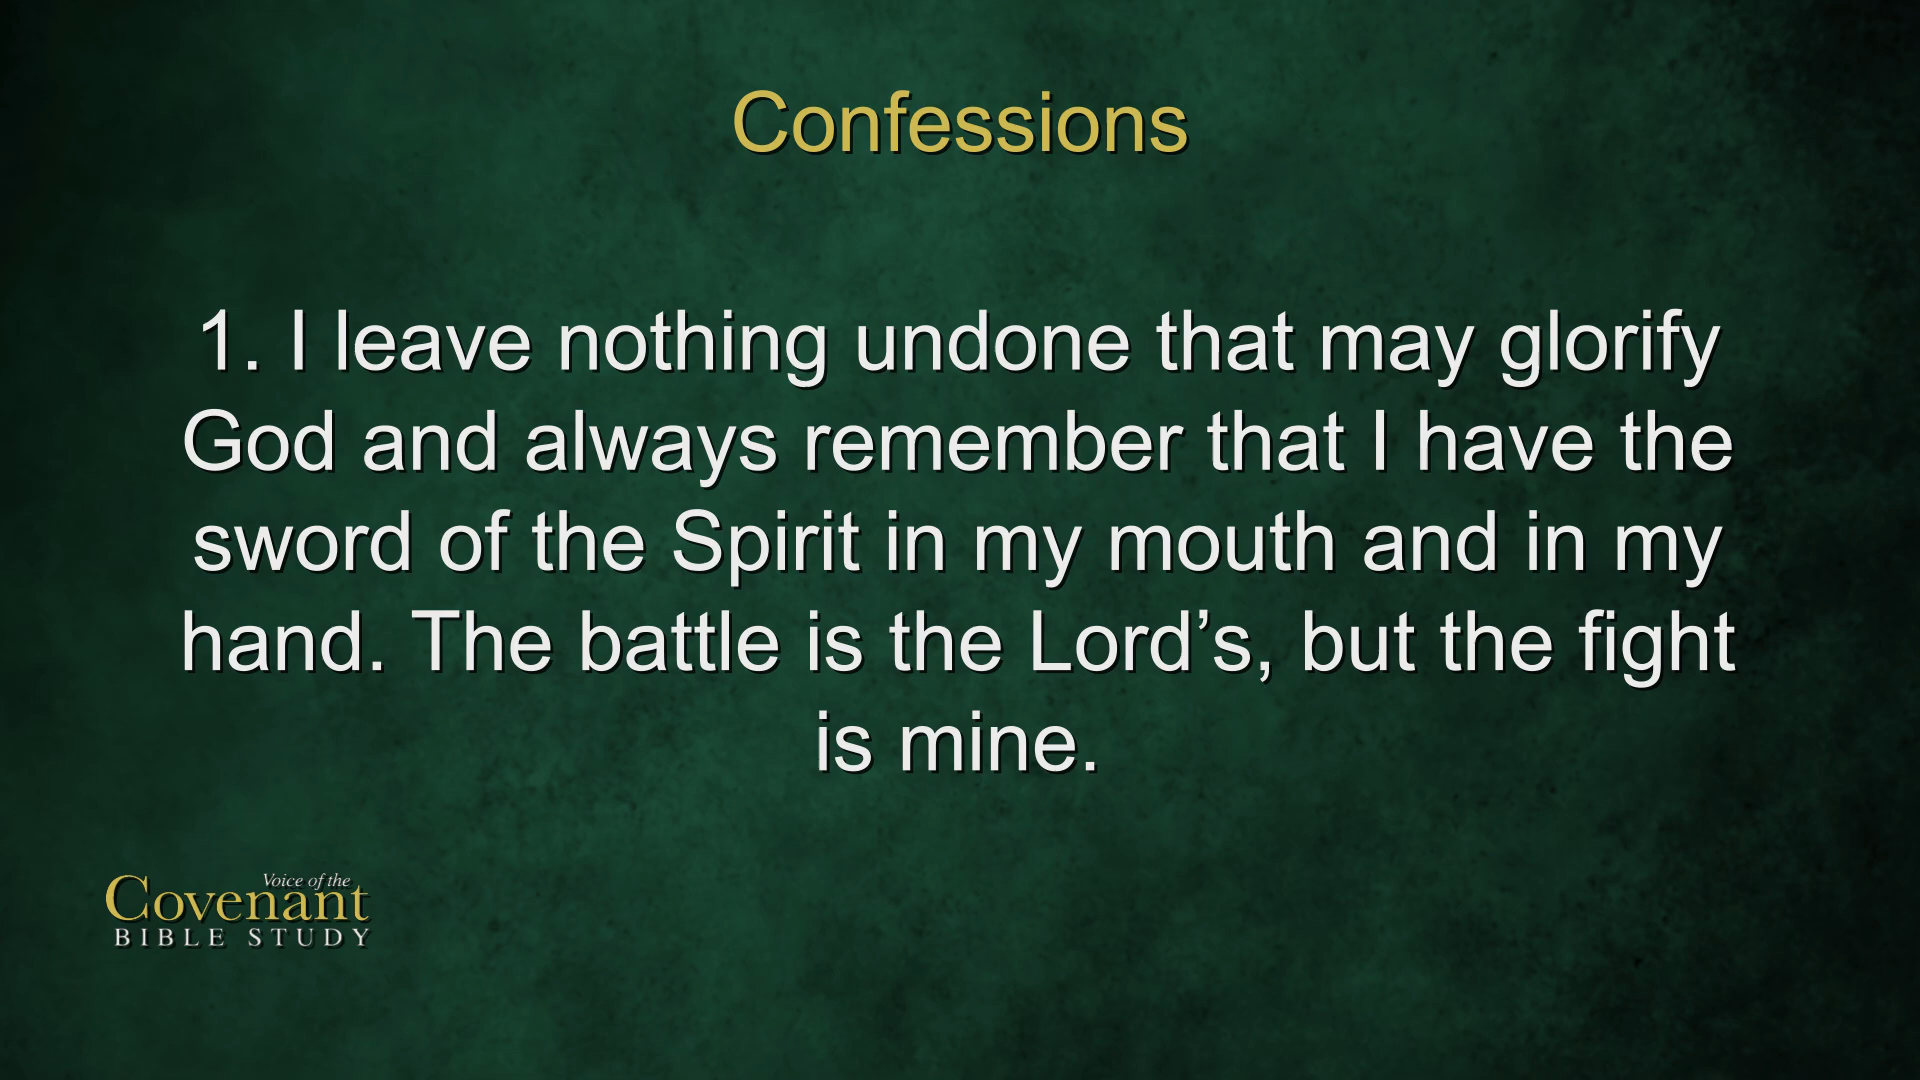 Confessions
1. I leave nothing undone that may glorify
God and always remember that I have the
sword of the Spirit in my mouth and in my
hand. The battle is the Lord’s, but the fight
is mine.
Voice of the
Covenant
BIBLE STUDY